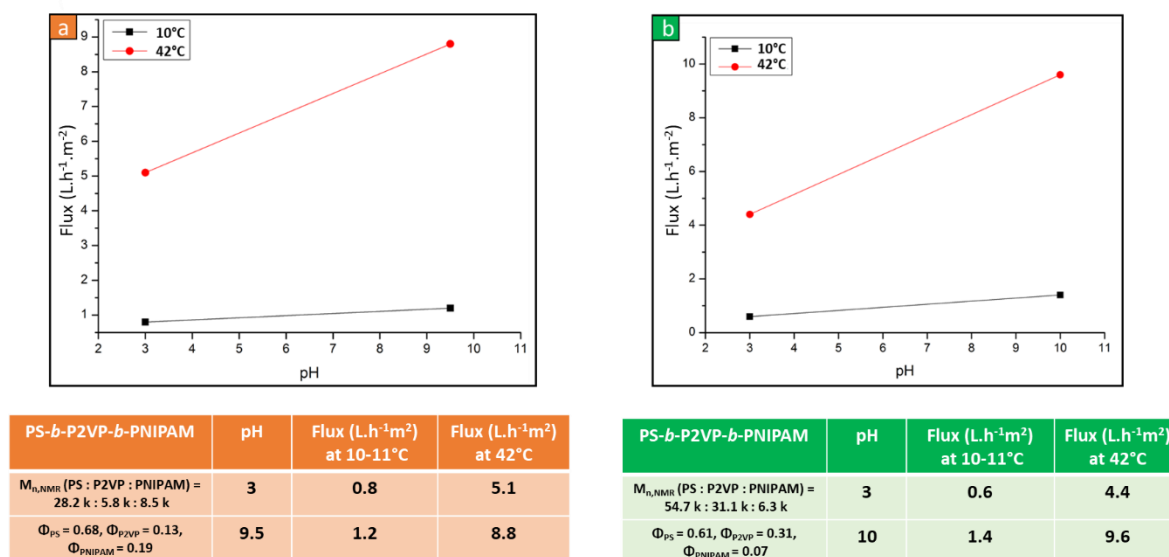 a
10°C
42°C
9
8
7
6
5
4
3
2
1
2 3 4 5 6 7 8 9 10 11
Flux (L.h⁻¹.m⁻²)
pH
b
10°C
42°C
10
8
6
4
2
0
2 3 4 5 6 7 8 9 10 11
Flux (L.h⁻¹.m⁻²)
pH
PS-b-P2VP-b-PNIPAM pH Flux (L.h⁻¹m²) at 10-11°C Flux (L.h⁻¹m²) at 42°C
Mn,NMR (PS : P2VP : PNIPAM) =
28.2 k : 5.8 k : 8.5 k
3 0.8 5.1
ΦPS = 0.68, ΦP2VP = 0.13,
ΦPNIPAM = 0.19
9.5 1.2 8.8
PS-b-P2VP-b-PNIPAM pH Flux (L.h⁻¹m²) at 10-11°C Flux (L.h⁻¹m²) at 42°C
Mn,NMR (PS : P2VP : PNIPAM) =
54.7 k : 31.1 k : 6.3 k
3 0.6 4.4
ΦPS = 0.61, ΦP2VP = 0.31,
ΦPNIPAM = 0.07
10 1.4 9.6